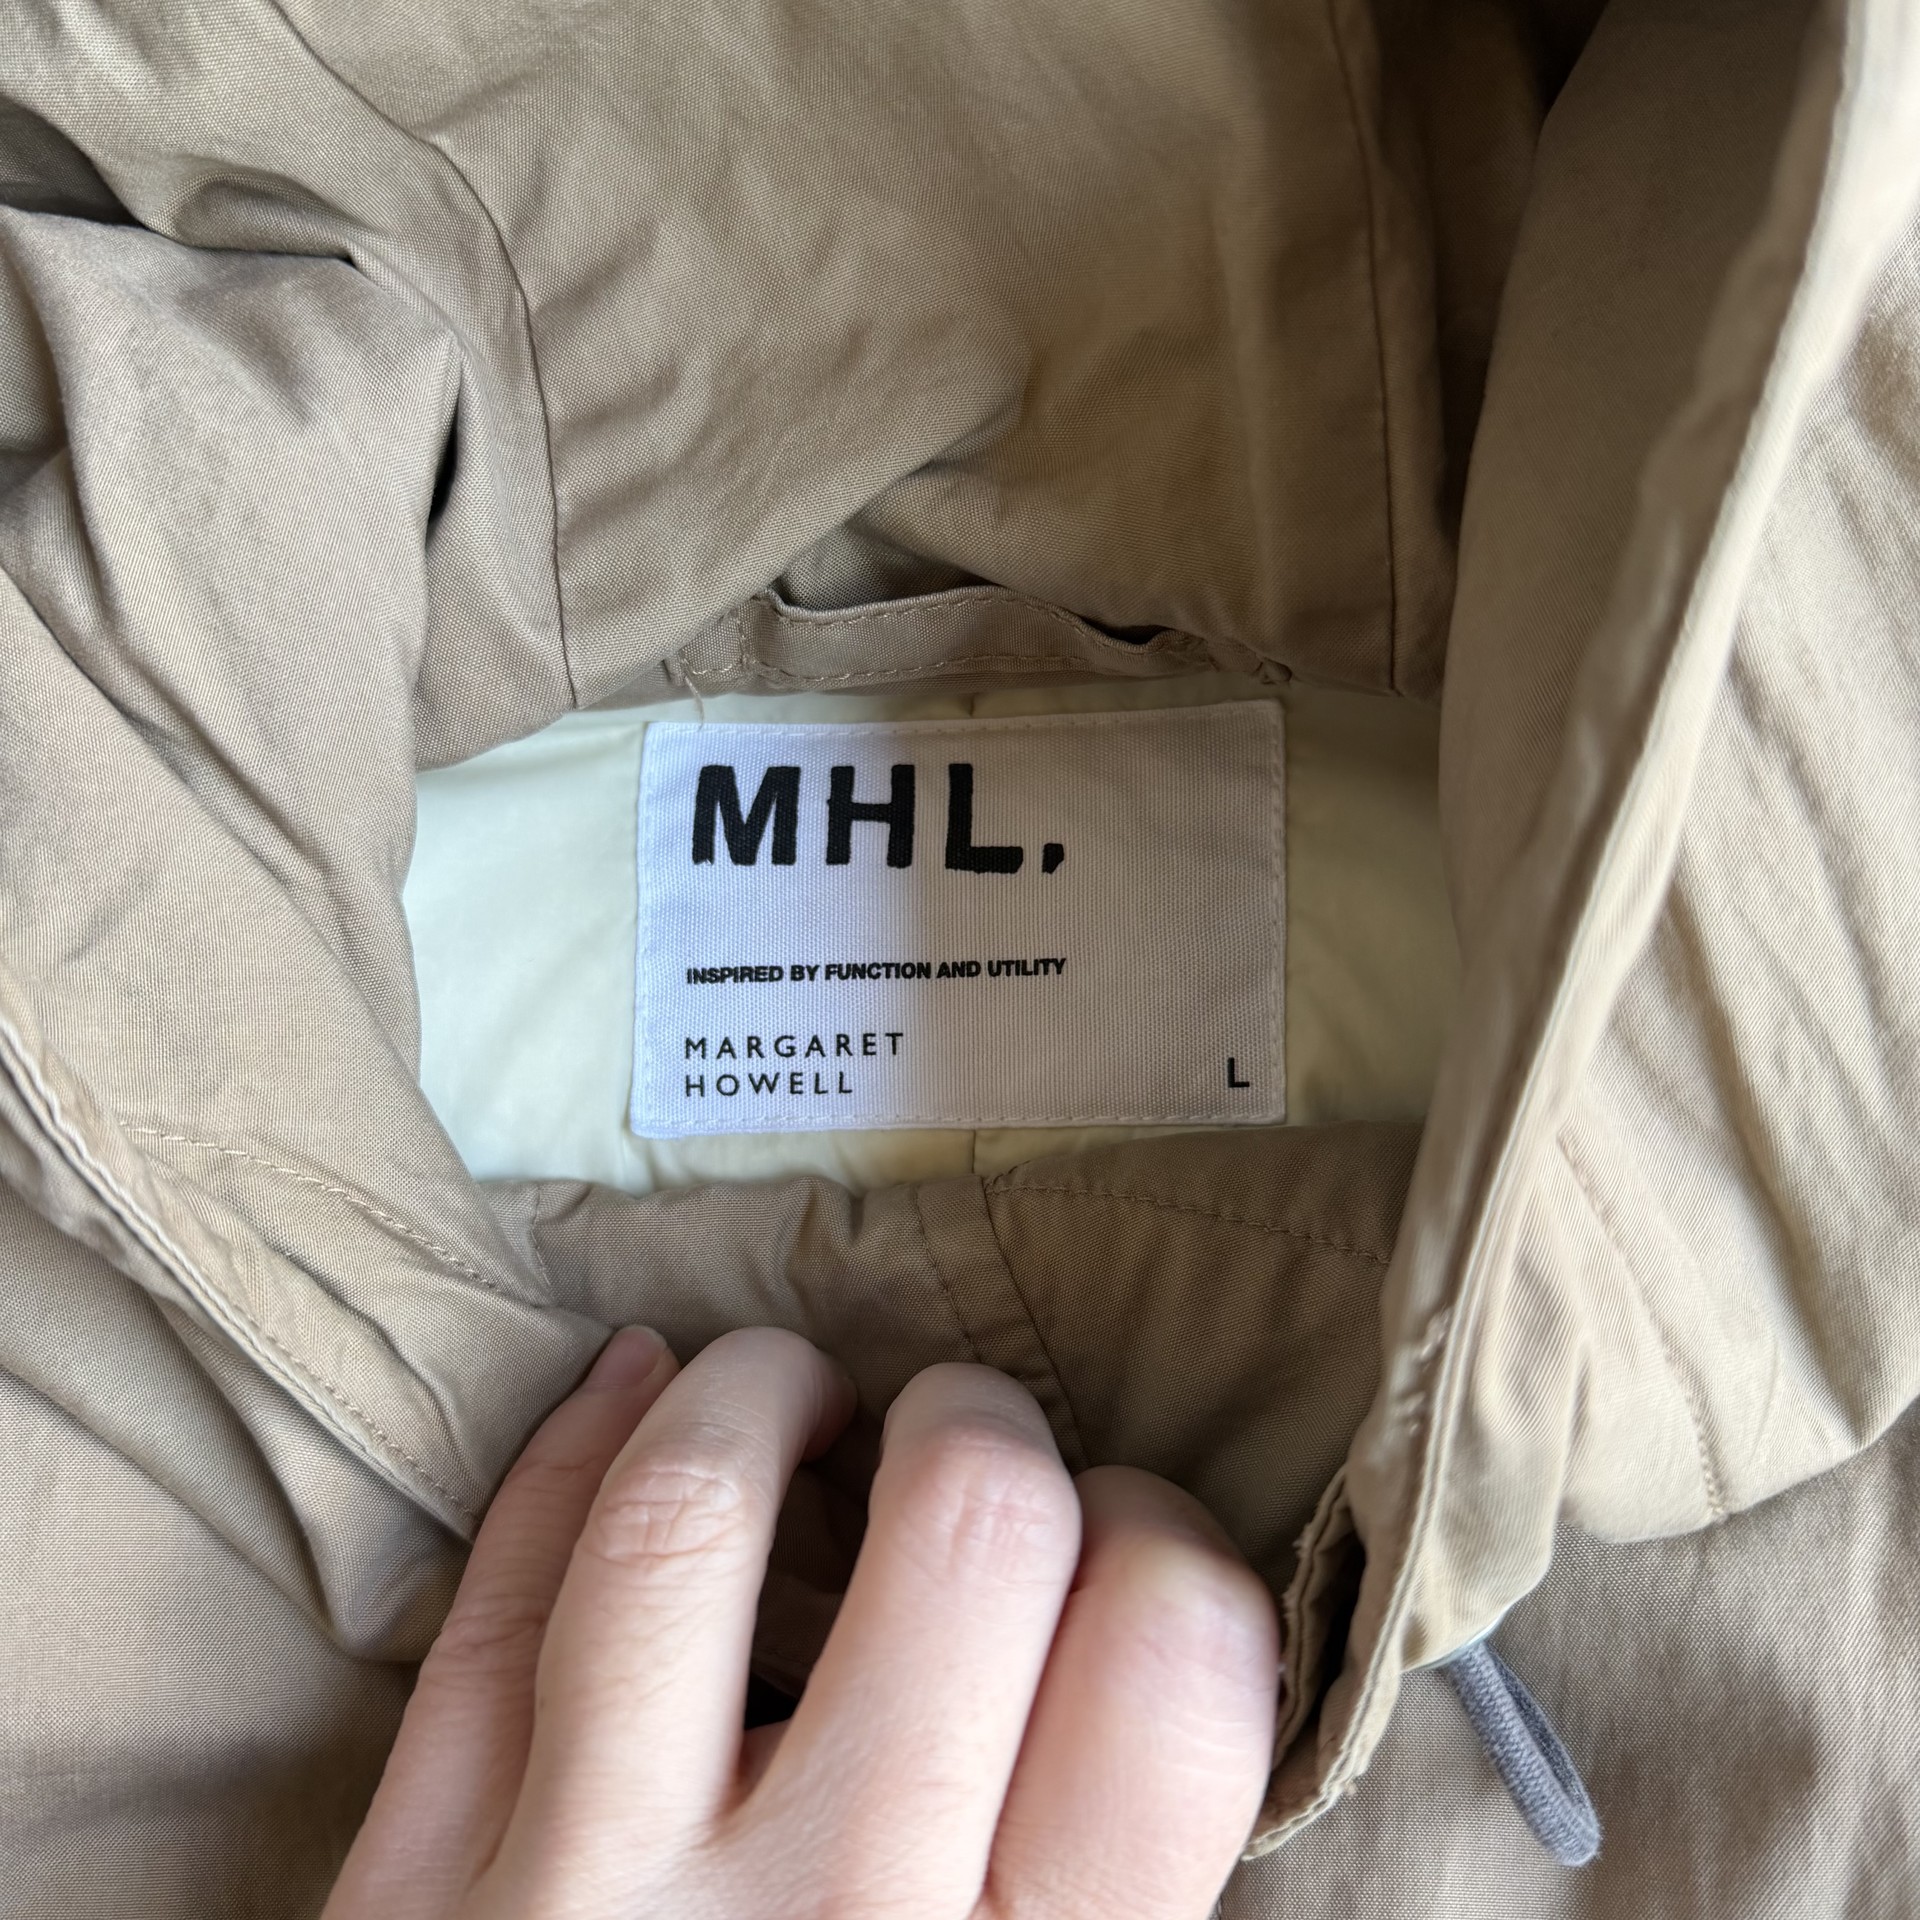 MHL.
INSPIRED BY FUNCTION AND UTILITY
MARGARET
HOWELL
L